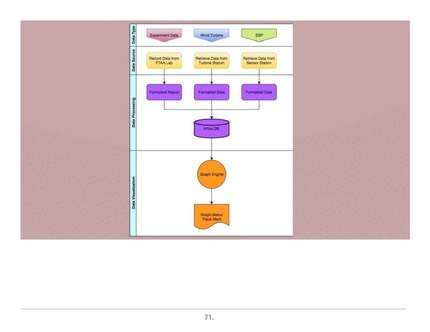 Data Type
Experiment Data
Wind Turbine
ESP
Data Source
Record Data from
FTAA Lab
Retrieve Data from
Turbine Station
Retrieve Data from
Sensor Station
Data Processing
Formatted Report
Formatted Data
Formatted Data
Influx DB
Data Visualization
Graph Engine
Graph Menu/
Place Mark
71.